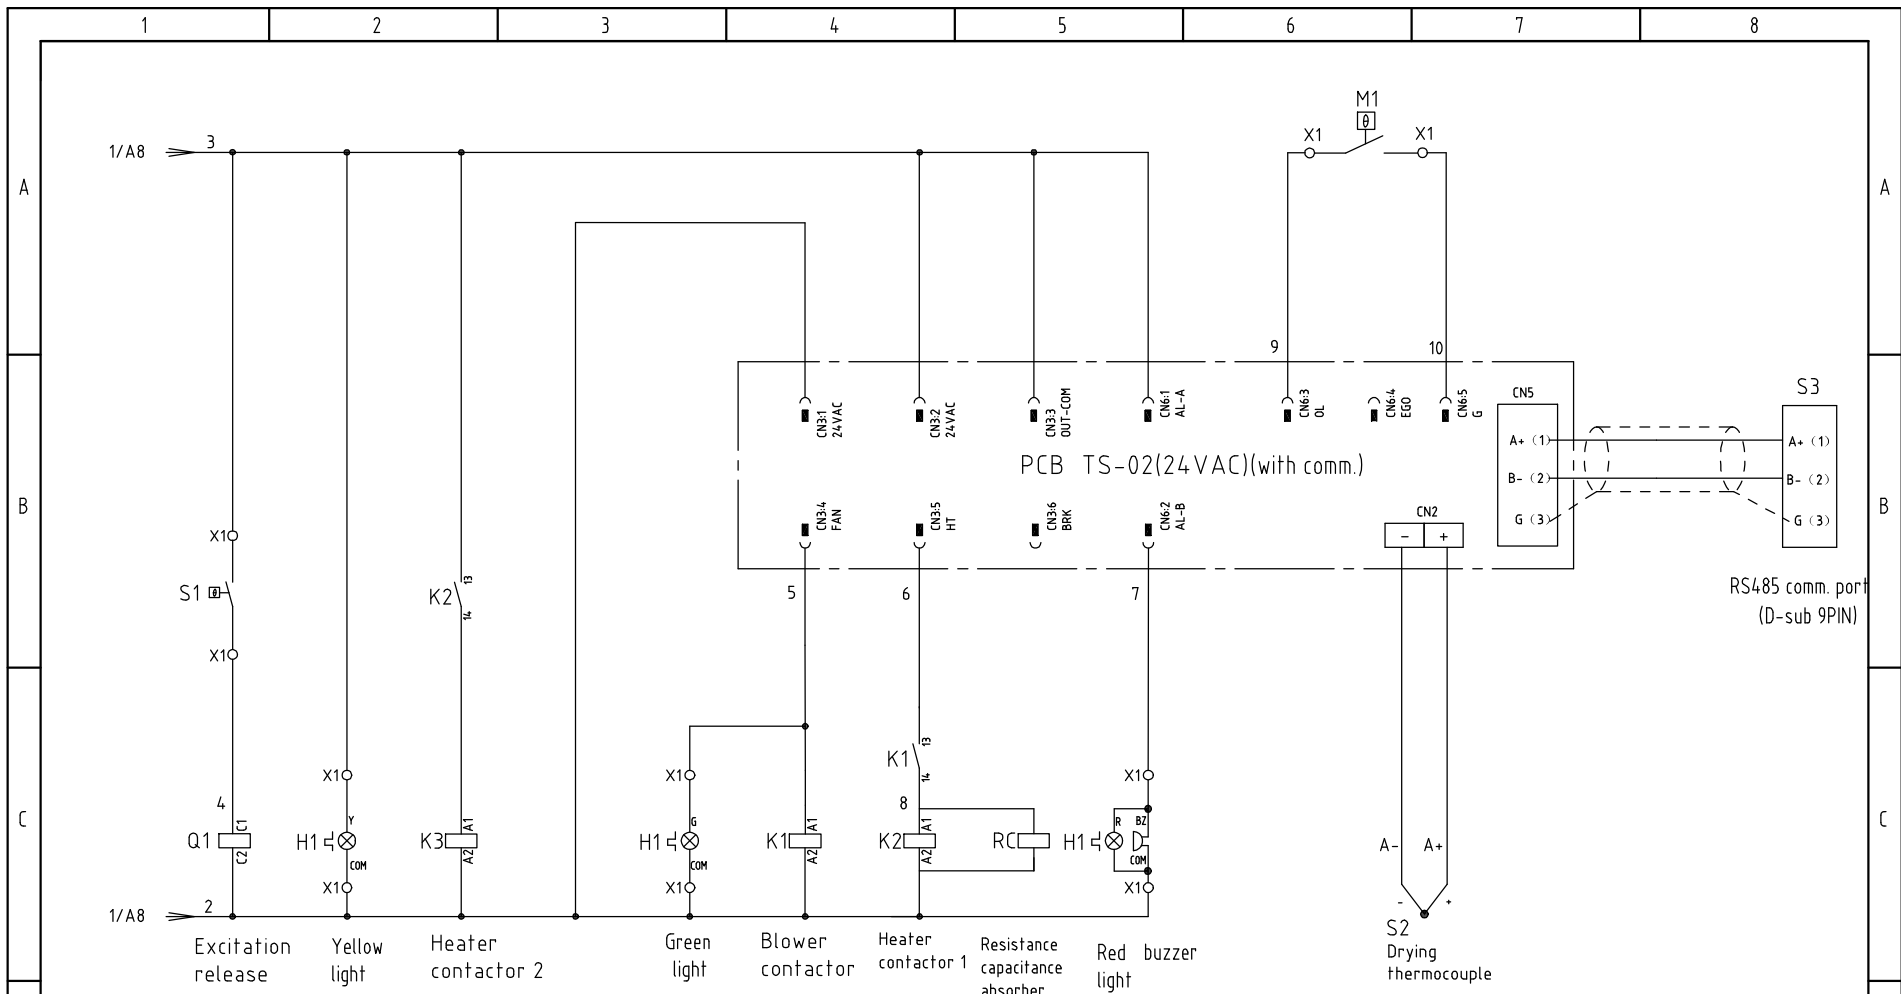 1 2 3 4 5 6 7 8
M1
θ
X1 X1
1/A8 3
A A
9 10
CN3:1
24VAC
CN3:2
24VAC
CN3:3
OUT-COM
CN6:1
AL-A
CN6:3
OL
CN6:4
EGO
CN6:5
G
CN5
S3
A+ (1) A+ (1)
PCB TS-02(24VAC)(with comm.)
B- (2) B- (2)
G (3) G (3)
B B
CN3:4
FAN
CN3:5
HT
CN3:6
BRK
CN6:2
AL-B
CN2
- +
X1
S1 θ
K2 13
14
5 6 7
RS485 comm. port
(D-sub 9PIN)
X1
K1 13
14
X1 X1 X1
4 8
C C
Q1 C1
C2
H1 Y
COM
K3 A1
A2
H1 G
COM
K1 A1
A2
K2 A1
A2
RC
H1 R BZ
COM
A- A+
X1 X1 X1
1/A8 2
- +
S2
Drying
thermocouple
Excitation
release
Yellow
light
Heater
contactor 2
Green
light
Blower
contactor
Heater
contactor 1
Resistance
capacitance
absorber
Red buzzer
light